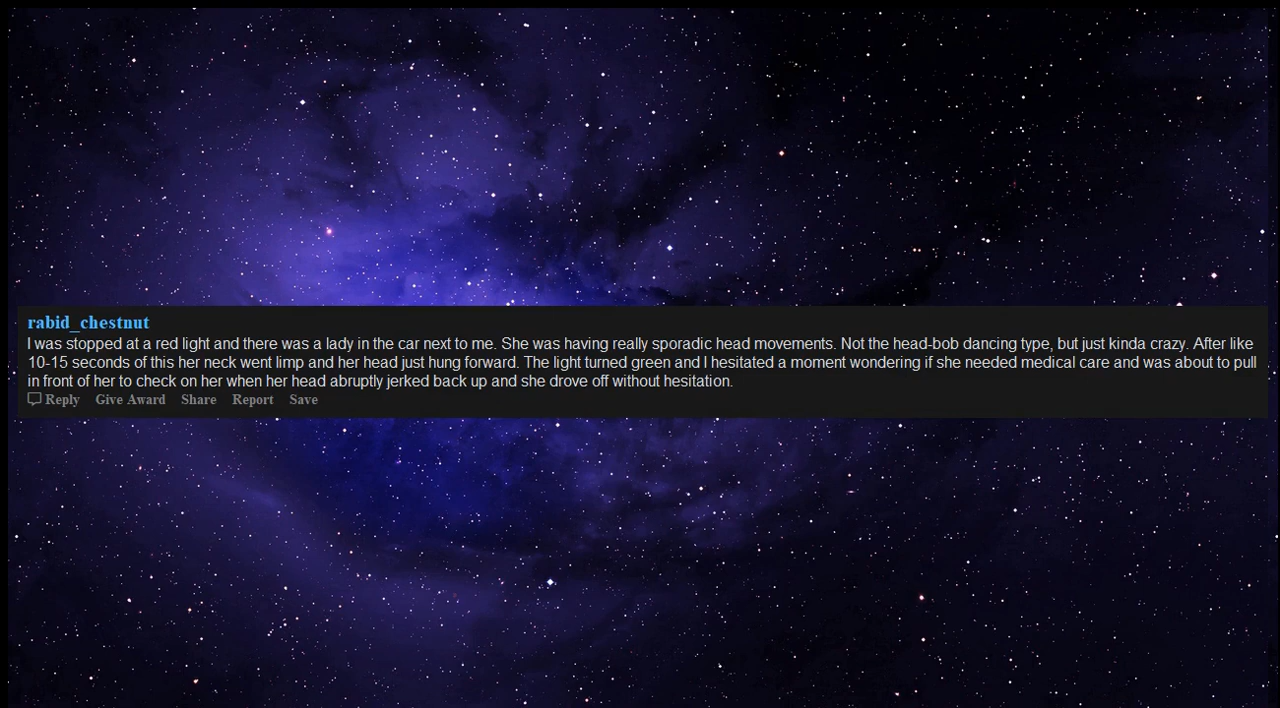 rabid_chestnut
I was stopped at a red light and there was a lady in the car next to me. She was having really sporadic head movements. Not the head-bob dancing type, but just kinda crazy. After like
10-15 seconds of this her neck went limp and her head just hung forward. The light turned green and I hesitated a moment wondering if she needed medical care and was about to pull
in front of her to check on her when her head abruptly jerked back up and she drove off without hesitation.
Reply Give Award Share Report Save